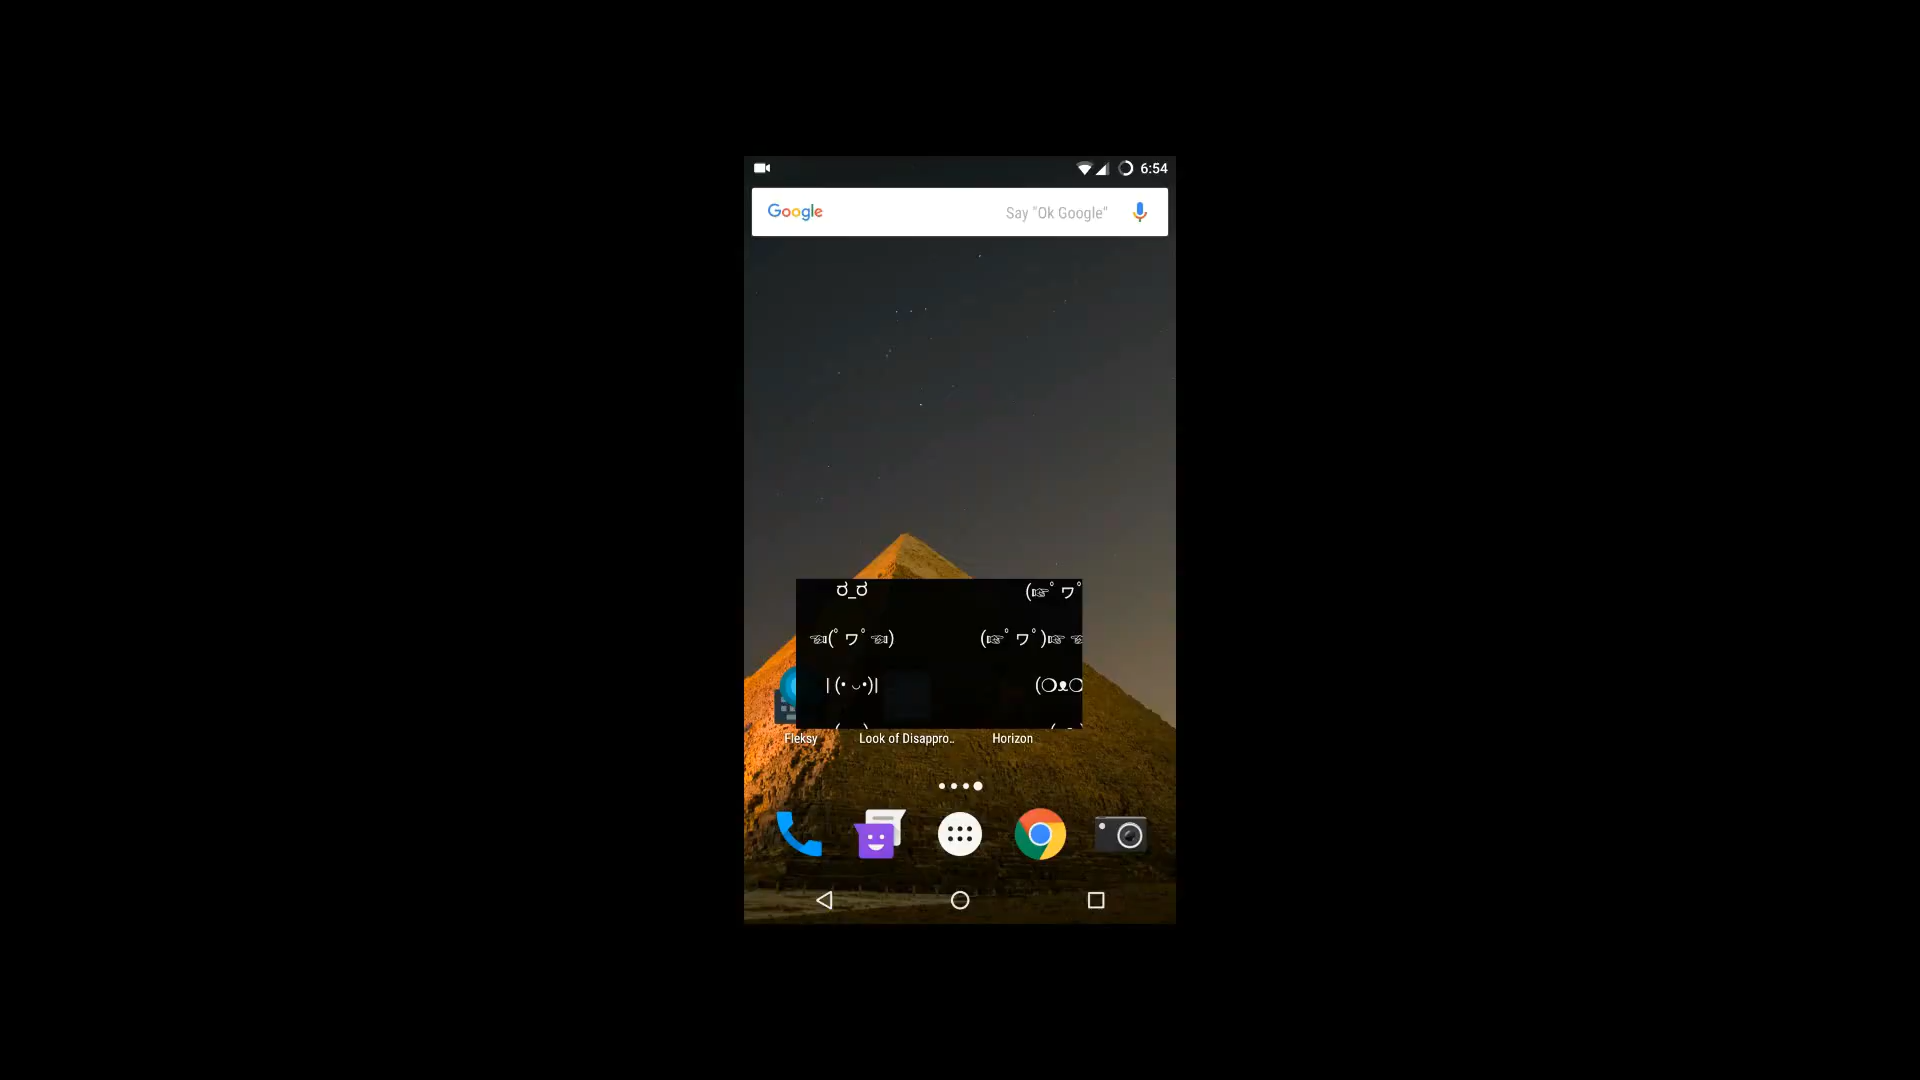 6:54
Google Say "Ok Google"
ಠ_ಠ (☞ﾟヮﾟ
☜(ﾟヮﾟ☜) (☞ﾟヮﾟ)☞ ☜
|(• ◡•)| (❍ᴥ❍
Fleksy Look of Disappro.. Horizon